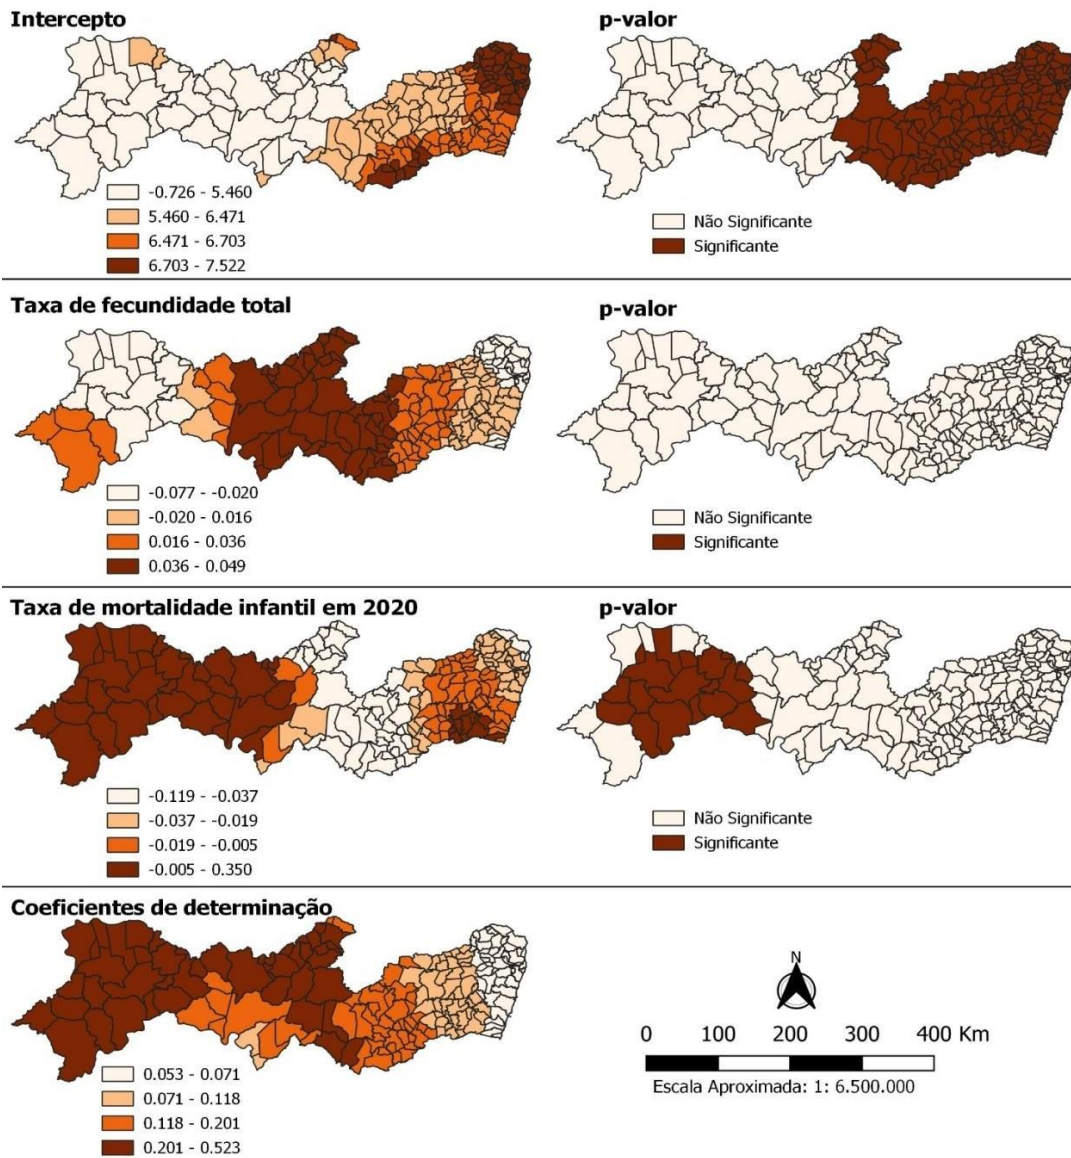 Intercepto
p-valor
-0.726 - 5.460
5.460 - 6.471
6.471 - 6.703
6.703 - 7.522
Não Significante
Significante
Taxa de fecundidade total
p-valor
-0.077 - -0.020
-0.020 - 0.016
0.016 - 0.036
0.036 - 0.049
Não Significante
Significante
Taxa de mortalidade infantil em 2020
p-valor
-0.119 - -0.037
-0.037 - -0.019
-0.019 - -0.005
-0.005 - 0.350
Não Significante
Significante
Coeficientes de determinação
0.053 - 0.071
0.071 - 0.118
0.118 - 0.201
0.201 - 0.523
N
0 100 200 300 400 Km
Escala Aproximada: 1: 6.500.000